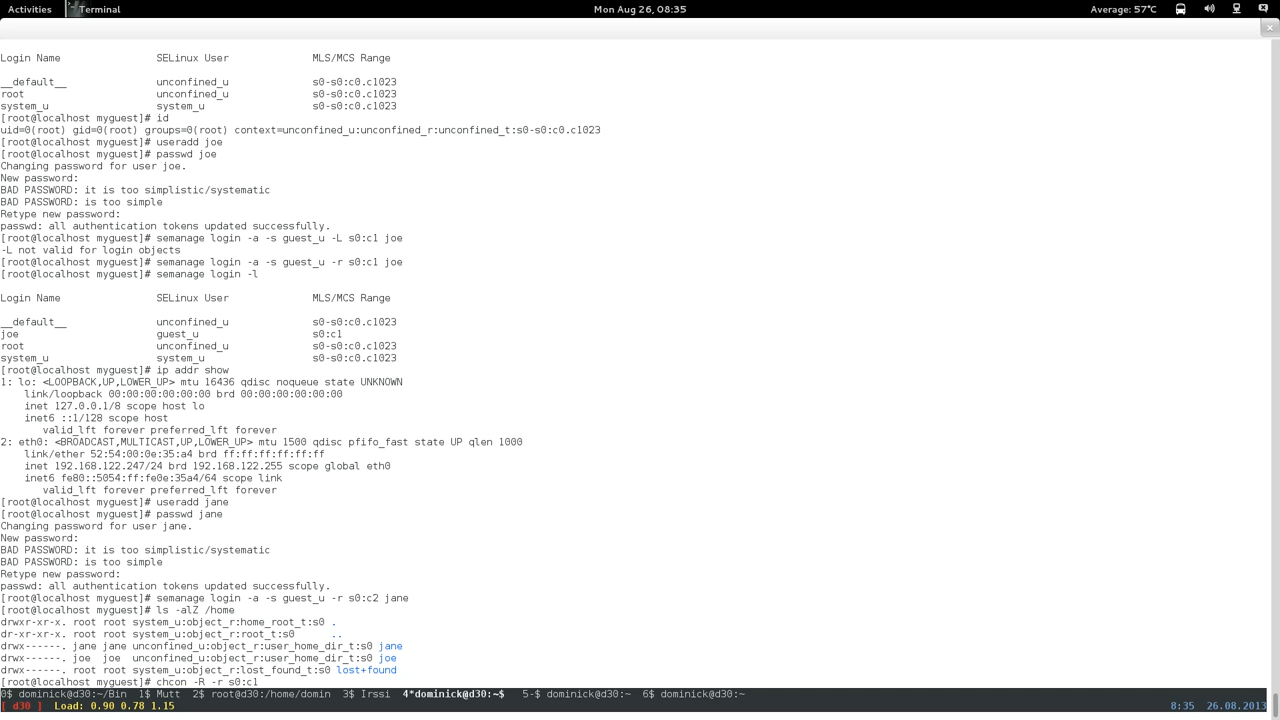 Activities Terminal Mon Aug 26, 08:35 Average: 57°C
Login Name SELinux User MLS/MCS Range
__default__ unconfined_u s0-s0:c0.c1023
root unconfined_u s0-s0:c0.c1023
system_u system_u s0-s0:c0.c1023
[root@localhost myguest]# id
uid=0(root) gid=0(root) groups=0(root) context=unconfined_u:unconfined_r:unconfined_t:s0-s0:c0.c1023
[root@localhost myguest]# useradd joe
[root@localhost myguest]# passwd joe
Changing password for user joe.
New password:
BAD PASSWORD: it is too simplistic/systematic
BAD PASSWORD: is too simple
Retype new password:
passwd: all authentication tokens updated successfully.
[root@localhost myguest]# semanage login -a -s guest_u -L s0:c1 joe
-L not valid for login objects
[root@localhost myguest]# semanage login -a -s guest_u -r s0:c1 joe
[root@localhost myguest]# semanage login -l
Login Name SELinux User MLS/MCS Range
__default__ unconfined_u s0-s0:c0.c1023
joe guest_u s0:c1
root unconfined_u s0-s0:c0.c1023
system_u system_u s0-s0:c0.c1023
[root@localhost myguest]# ip addr show
1: lo: <LOOPBACK,UP,LOWER_UP> mtu 16436 qdisc noqueue state UNKNOWN
link/loopback 00:00:00:00:00:00 brd 00:00:00:00:00:00
inet 127.0.0.1/8 scope host lo
inet6 ::1/128 scope host
valid_lft forever preferred_lft forever
2: eth0: <BROADCAST,MULTICAST,UP,LOWER_UP> mtu 1500 qdisc pfifo_fast state UP qlen 1000
link/ether 52:54:00:0e:35:a4 brd ff:ff:ff:ff:ff:ff
inet 192.168.122.247/24 brd 192.168.122.255 scope global eth0
inet6 fe80::5054:ff:fe0e:35a4/64 scope link
valid_lft forever preferred_lft forever
[root@localhost myguest]# useradd jane
[root@localhost myguest]# passwd jane
Changing password for user jane.
New password:
BAD PASSWORD: it is too simplistic/systematic
BAD PASSWORD: is too simple
Retype new password:
passwd: all authentication tokens updated successfully.
[root@localhost myguest]# semanage login -a -s guest_u -r s0:c2 jane
[root@localhost myguest]# ls -alZ /home
drwxr-xr-x. root root system_u:object_r:home_root_t:s0 .
dr-xr-xr-x. root root system_u:object_r:root_t:s0 ..
drwx------. jane jane unconfined_u:object_r:user_home_dir_t:s0 jane
drwx------. joe joe unconfined_u:object_r:user_home_dir_t:s0 joe
drwx------. root root system_u:object_r:lost_found_t:s0 lost+found
[root@localhost myguest]# chcon -R -r s0:c1
0$ dominick@d30:~/Bin 1$ Mutt 2$ root@d30:/home/domin 3$ Irssi 4*dominick@d30:~$ 5-$ dominick@d30:~ 6$ dominick@d30:~
[ d30 ] Load: 0.90 0.78 1.15 8:35 26.08.2013